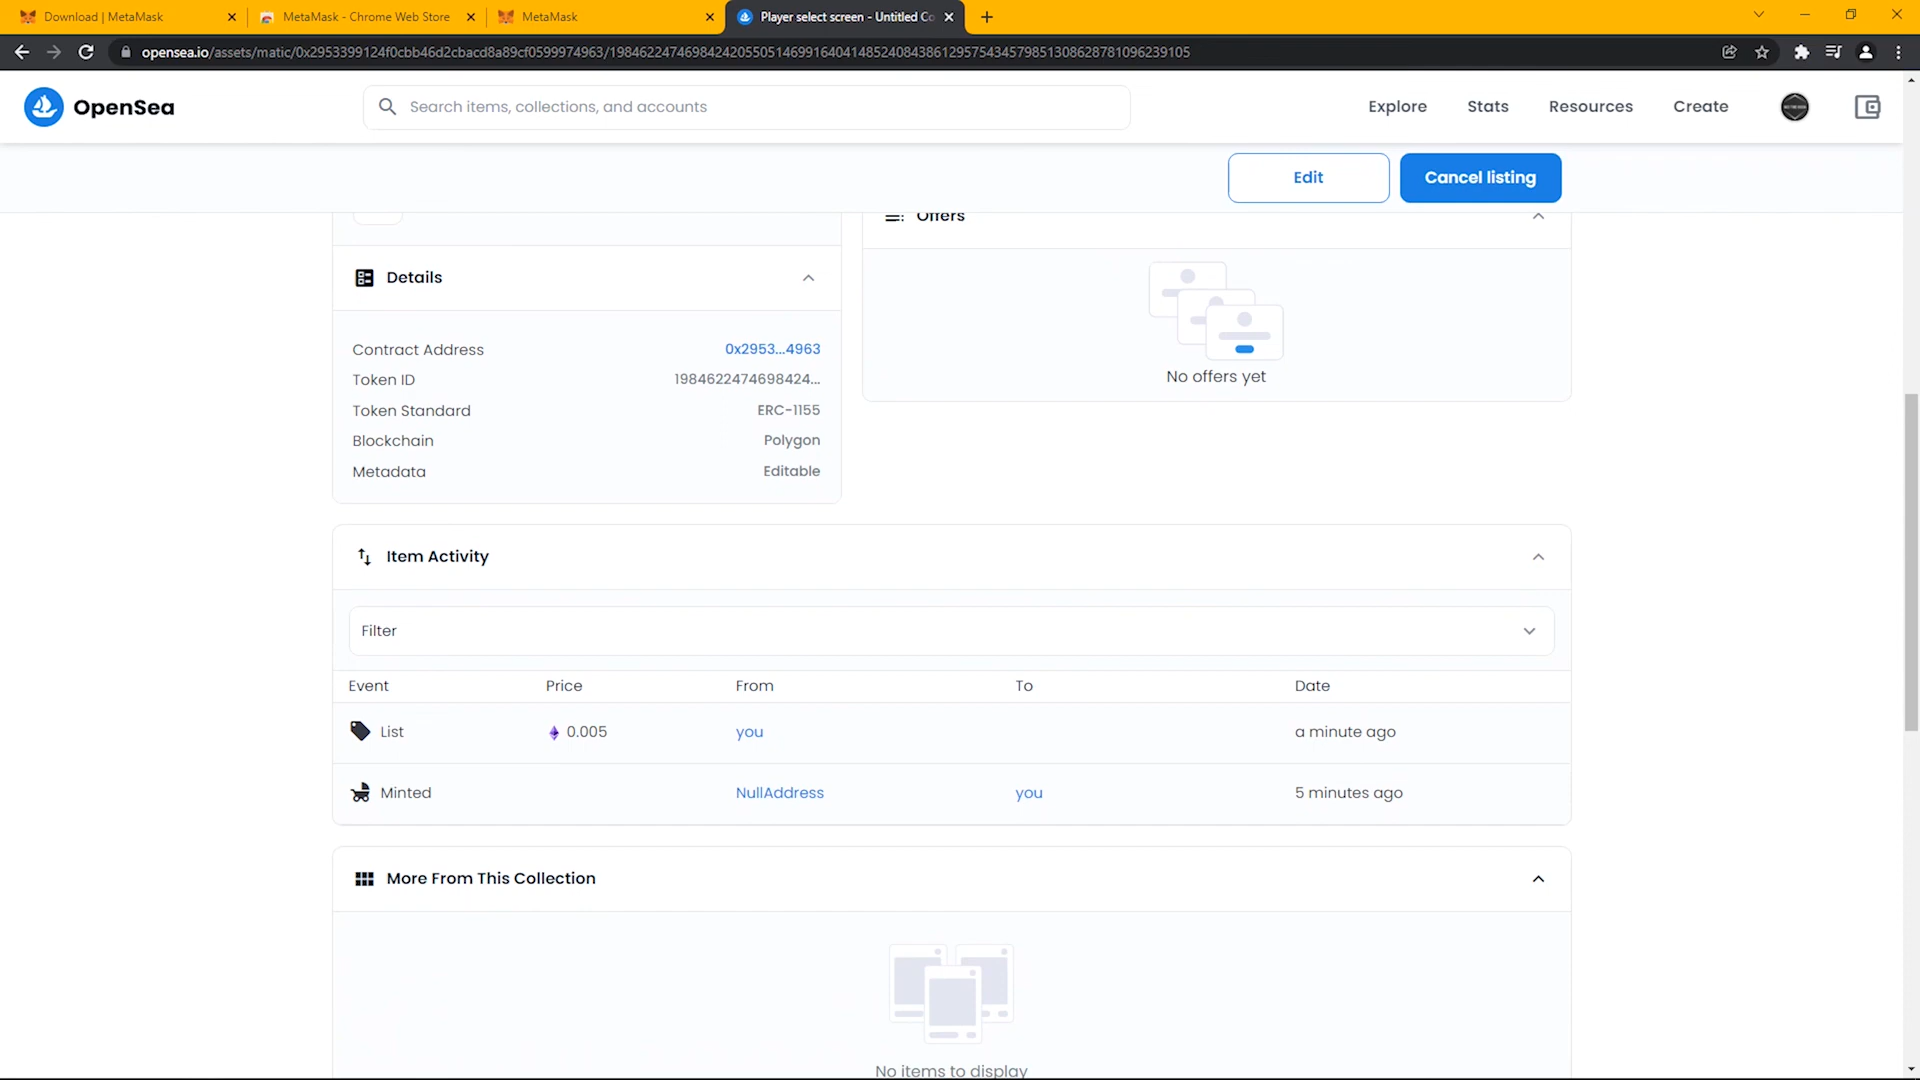 Download | MetaMask
MetaMask - Chrome Web Store
MetaMask
Player select screen - Untitled Co
opensea.io/assets/matic/0x2953399124f0cbb46d2cbacd8a89cf0599974963/19846224746984242055051469916404148524084386129575434579851308628781096239105
OpenSea
Search items, collections, and accounts
Explore
Stats
Resources
Create
Edit
Cancel listing
Offers
No offers yet
Details
Contract Address 0x2953...4963
Token ID 1984622474698424...
Token Standard ERC-1155
Blockchain Polygon
Metadata Editable
Item Activity
Filter
Event Price From To Date
List 0.005 you a minute ago
Minted NullAddress you 5 minutes ago
More From This Collection
No items to display